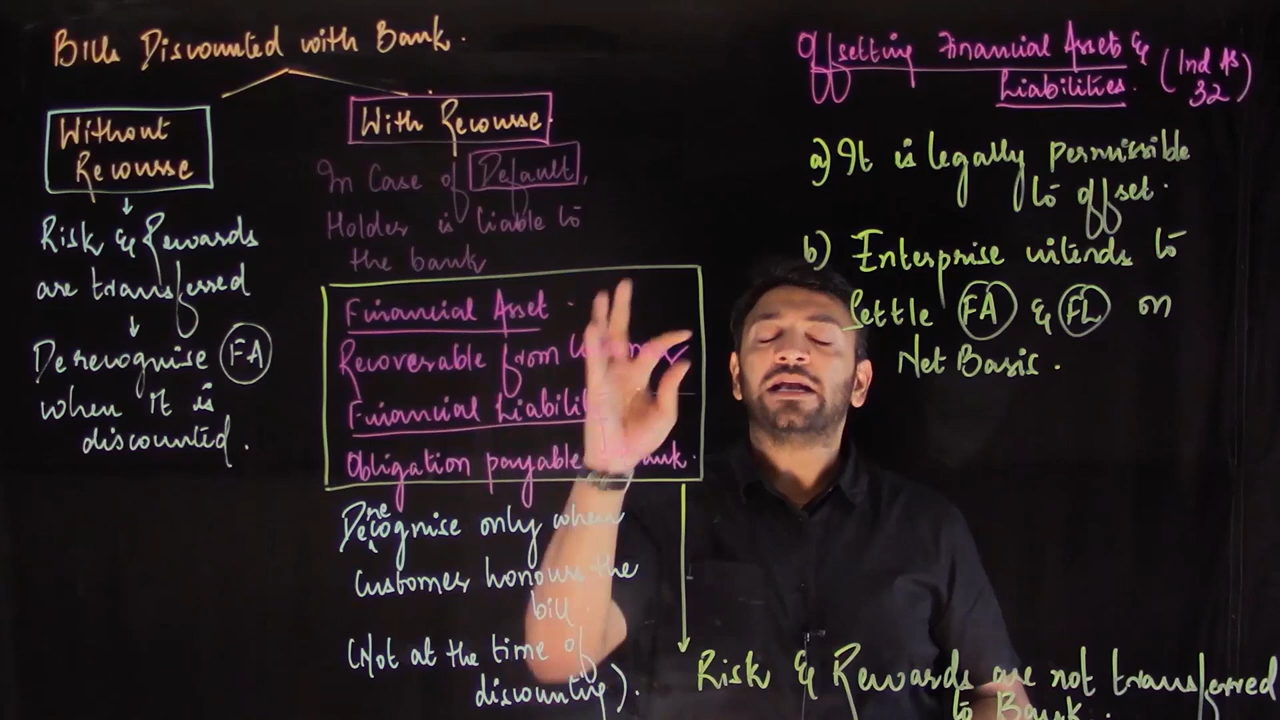 Bills Discounted with Bank.
Without
Recourse
Risk & Rewards
are transferred
Derecognise FA
when it is
discounted.
With Recourse.
In Case of Default,
Holder is liable to
the bank
Financial Asset.
Recoverable from
Financial
Obligation payable
Derecognise only when
Customer honours the
bill.
(Not at the time of
discounting).
Risk & Rewards are not transferred
to Bank.
Offsetting Financial Assets &
Liabilities. (Ind As
32)
a) It is legally permissible
to offset.
b) Enterprise intends to
Settle FA & FL on
Net Basis.